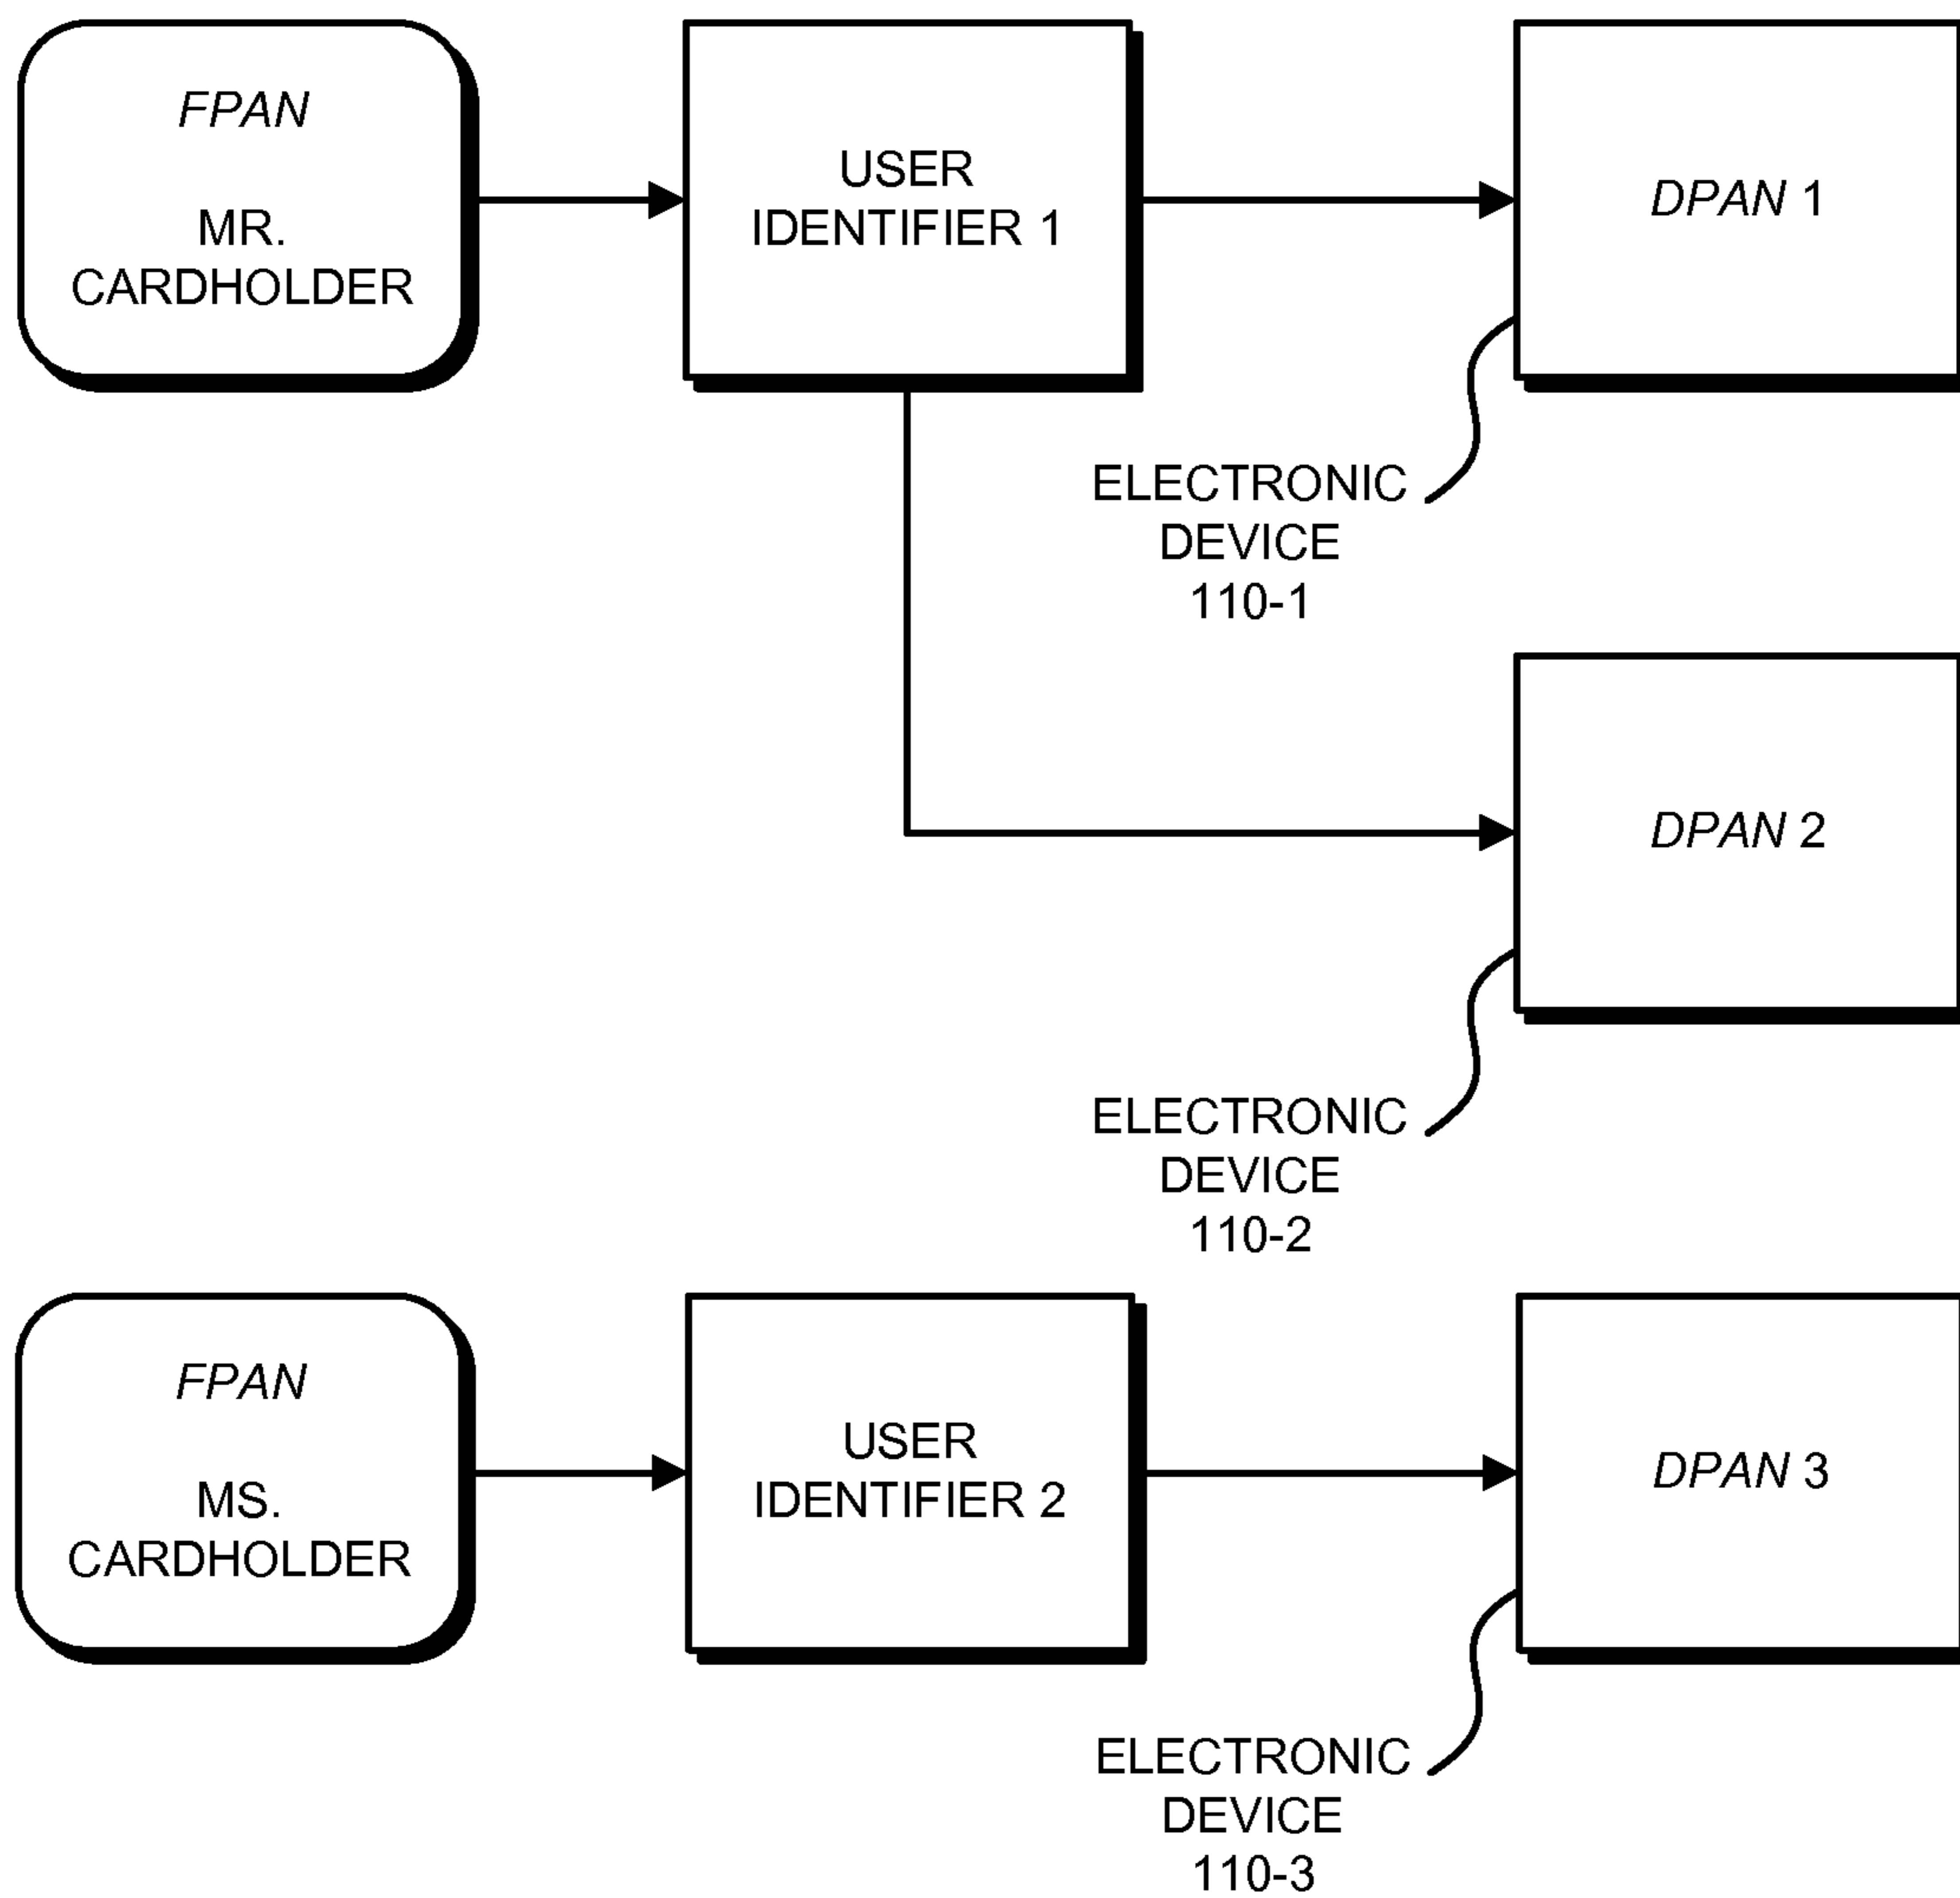 FPAN
MR.
CARDHOLDER
USER
IDENTIFIER 1
DPAN 1
ELECTRONIC
DEVICE
110-1
DPAN 2
ELECTRONIC
DEVICE
110-2
FPAN
MS.
CARDHOLDER
USER
IDENTIFIER 2
DPAN 3
ELECTRONIC
DEVICE
110-3